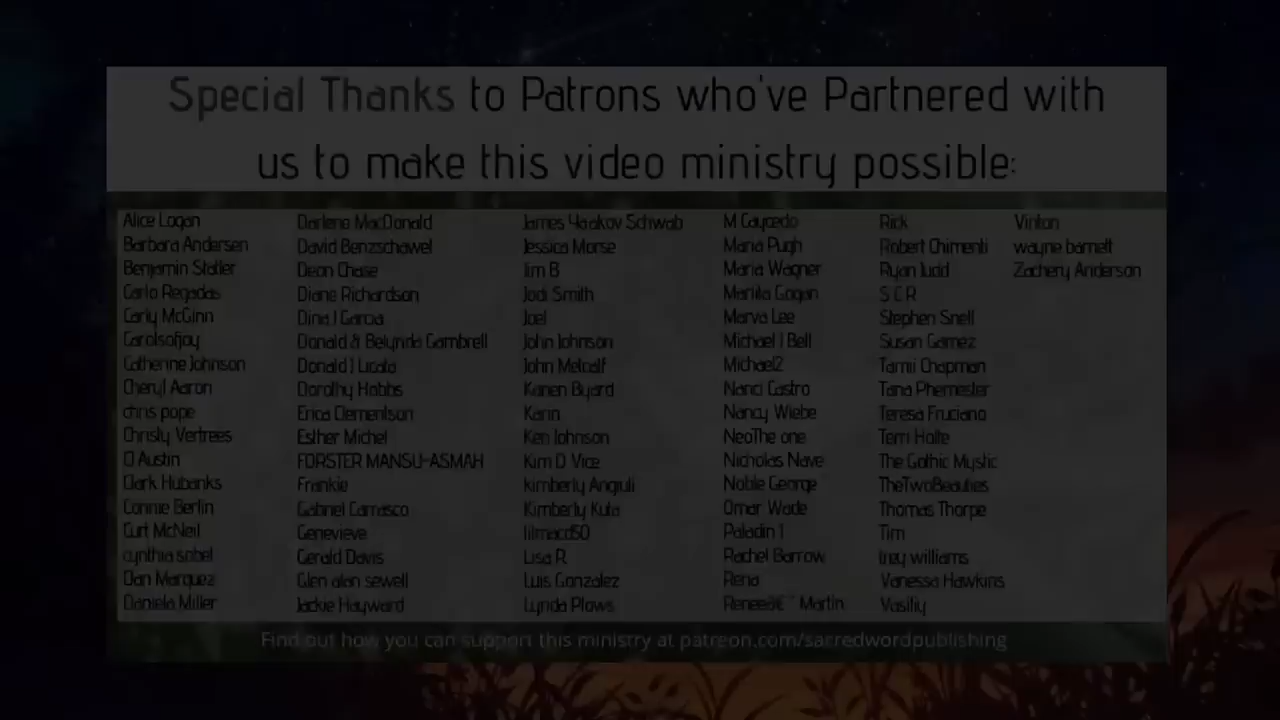 Special Thanks to Patrons who've Partnered with
us to make this video ministry possible:
Alice Logan
Barbara Andersen
Benjamin Statler
Carlo Regadas
Carly McGinn
Carolsofjoy
Catherine Johnson
Cheryl Aaron
chris pope
Christy Vertrees
D Austin
Clark Hubanks
Connie Berlin
Curt McNeil
cynthia sobel
Dan Marquez
Daniela Miller
Darlene MacDonald
David Benzschawel
Deon Chase
Diane Richardson
Dina J Garcia
Donald & Belynda Gambrell
Donald J Licata
Dorothy Hobbs
Erica Clementson
Esther Michel
FORSTER MANSU-ASMAH
Frankie
Gabriel Carrasco
Genevieve
Gerald Davis
Glen alan sewell
Jackie Hayward
James Yaakov Schwab
Jessica Morse
Jim B
Jodi Smith
Joel
John Johnson
John Metcalf
Karen Byard
Karin
Ken Johnson
Kim D Vice
kimberly Anguli
Kimberly Kula
lilmacd50
Lisa R
Luis Gonzalez
Lynda Plows
M Caycedo
Maria Pugh
Maria Wagner
Gogan
Marva Lee
Michael J Bell
Michael2
Nanci Castro
Nancy Wiebe
NeoThe one
Nicholas Nave
Noble George
Omar Wade
Paladin 1
Rachel Barrow
Rena
Reneeâ€˜ Martin
Rick
Robert Chimenti
Ryan Judd
S C R
Stephen Snell
Susan Gamez
Tami Chapman
Tana Phemester
Teresa Fruciano
Terri Holte
The Gothic Mystic
TheTwoBeauties
Thomas Thorpe
Tim
trey williams
Vanessa Hawkins
Vasiliy
Vinton
wayne barnett
Zachery Anderson
Find out how you can support this ministry at patreon.com/sacredwordpublishing